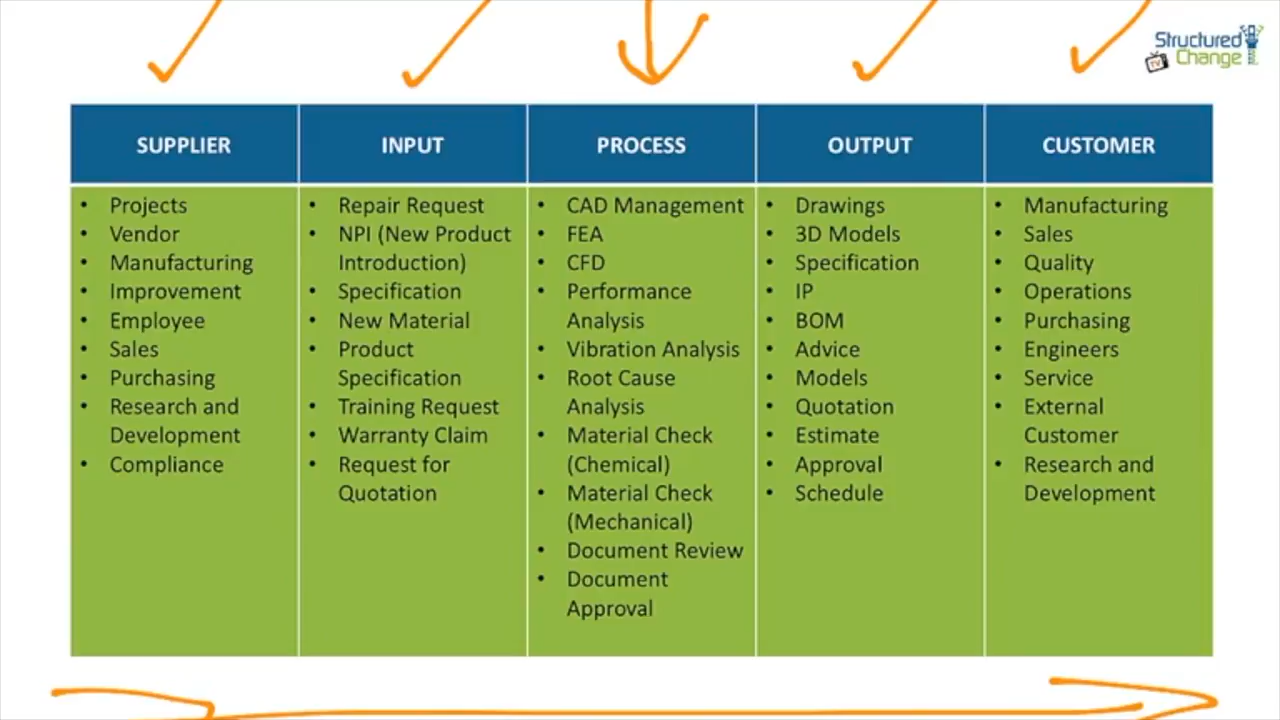 Structured
TV Change
SUPPLIER
INPUT
PROCESS
OUTPUT
CUSTOMER
• Projects
• Vendor
• Manufacturing
• Improvement
• Employee
• Sales
• Purchasing
• Research and
Development
• Compliance
• Repair Request
• NPI (New Product
Introduction)
• Specification
• New Material
• Product
Specification
• Training Request
• Warranty Claim
• Request for
Quotation
• CAD Management
• FEA
• CFD
• Performance
Analysis
• Vibration Analysis
• Root Cause
Analysis
• Material Check
(Chemical)
• Material Check
(Mechanical)
• Document Review
• Document
Approval
• Drawings
• 3D Models
• Specification
• IP
• BOM
• Advice
• Models
• Quotation
• Estimate
• Approval
• Schedule
• Manufacturing
• Sales
• Quality
• Operations
• Purchasing
• Engineers
• Service
• External
Customer
• Research and
Development